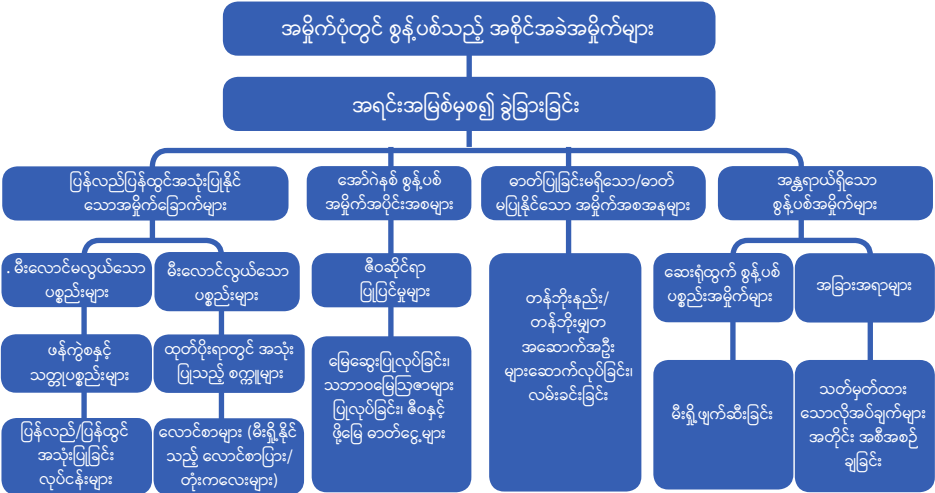 အမှိုက်ပုံတွင် စွန့်ပစ်သည့် အစိုင်အခဲအမှိုက်များ
အရင်းအမြစ်မှစ၍ ခွဲခြားခြင်း
ပြန်လည်ပြန်ထွင်အသုံးပြုနိုင်
သောအမှိုက်ခြောက်များ
အော်ဂဲနစ် စွန့်ပစ်
အမှိုက်အပိုင်းအစများ
ဓာတ်ပြုခြင်းမရှိသော/ဓာတ်
မပြုနိုင်သော အမှိုက်အစအနများ
အန္တရာယ်ရှိသော
စွန့်ပစ်အမှိုက်များ
. မီးလောင်မလွယ်သော
ပစ္စည်းများ
မီးလောင်လွယ်သော
ပစ္စည်းများ
ဇီဝဆိုင်ရာ
ပြုပြင်မှုများ
တန်ဘိုးနည်း/
တန်ဘိုးမျှတ
အဆောက်အဦး
များဆောက်လုပ်ခြင်း၊
လမ်းခင်းခြင်း
ဆေးရုံထွက် စွန့်ပစ်
ပစ္စည်းအမှိုက်များ
အခြားအရာများ
ဖန်ကွဲစနှင့်
သတ္တုပစ္စည်းများ
ထုတ်ပိုးရာတွင် အသုံး
ပြုသည့် စက္ကူများ
မြေဆွေးပြုလုပ်ခြင်း၊
သဘာဝမြေဩဇာများ
ပြုလုပ်ခြင်း၊ ဇီဝနှင့်
ဖို့မြေ ဓာတ်ငွေ့များ
မီးရှို့ဖျက်ဆီးခြင်း
သတ်မှတ်ထား
သောလိုအပ်ချက်များ
အတိုင်း အစီအစဉ်
ချခြင်း
ပြန်လည်/ပြန်ထွင်
အသုံးပြုခြင်း
လုပ်ငန်းများ
လောင်စာများ (မီးရှို့နိုင်
သည့် လောင်စာပြား/
တုံးကလေးများ)